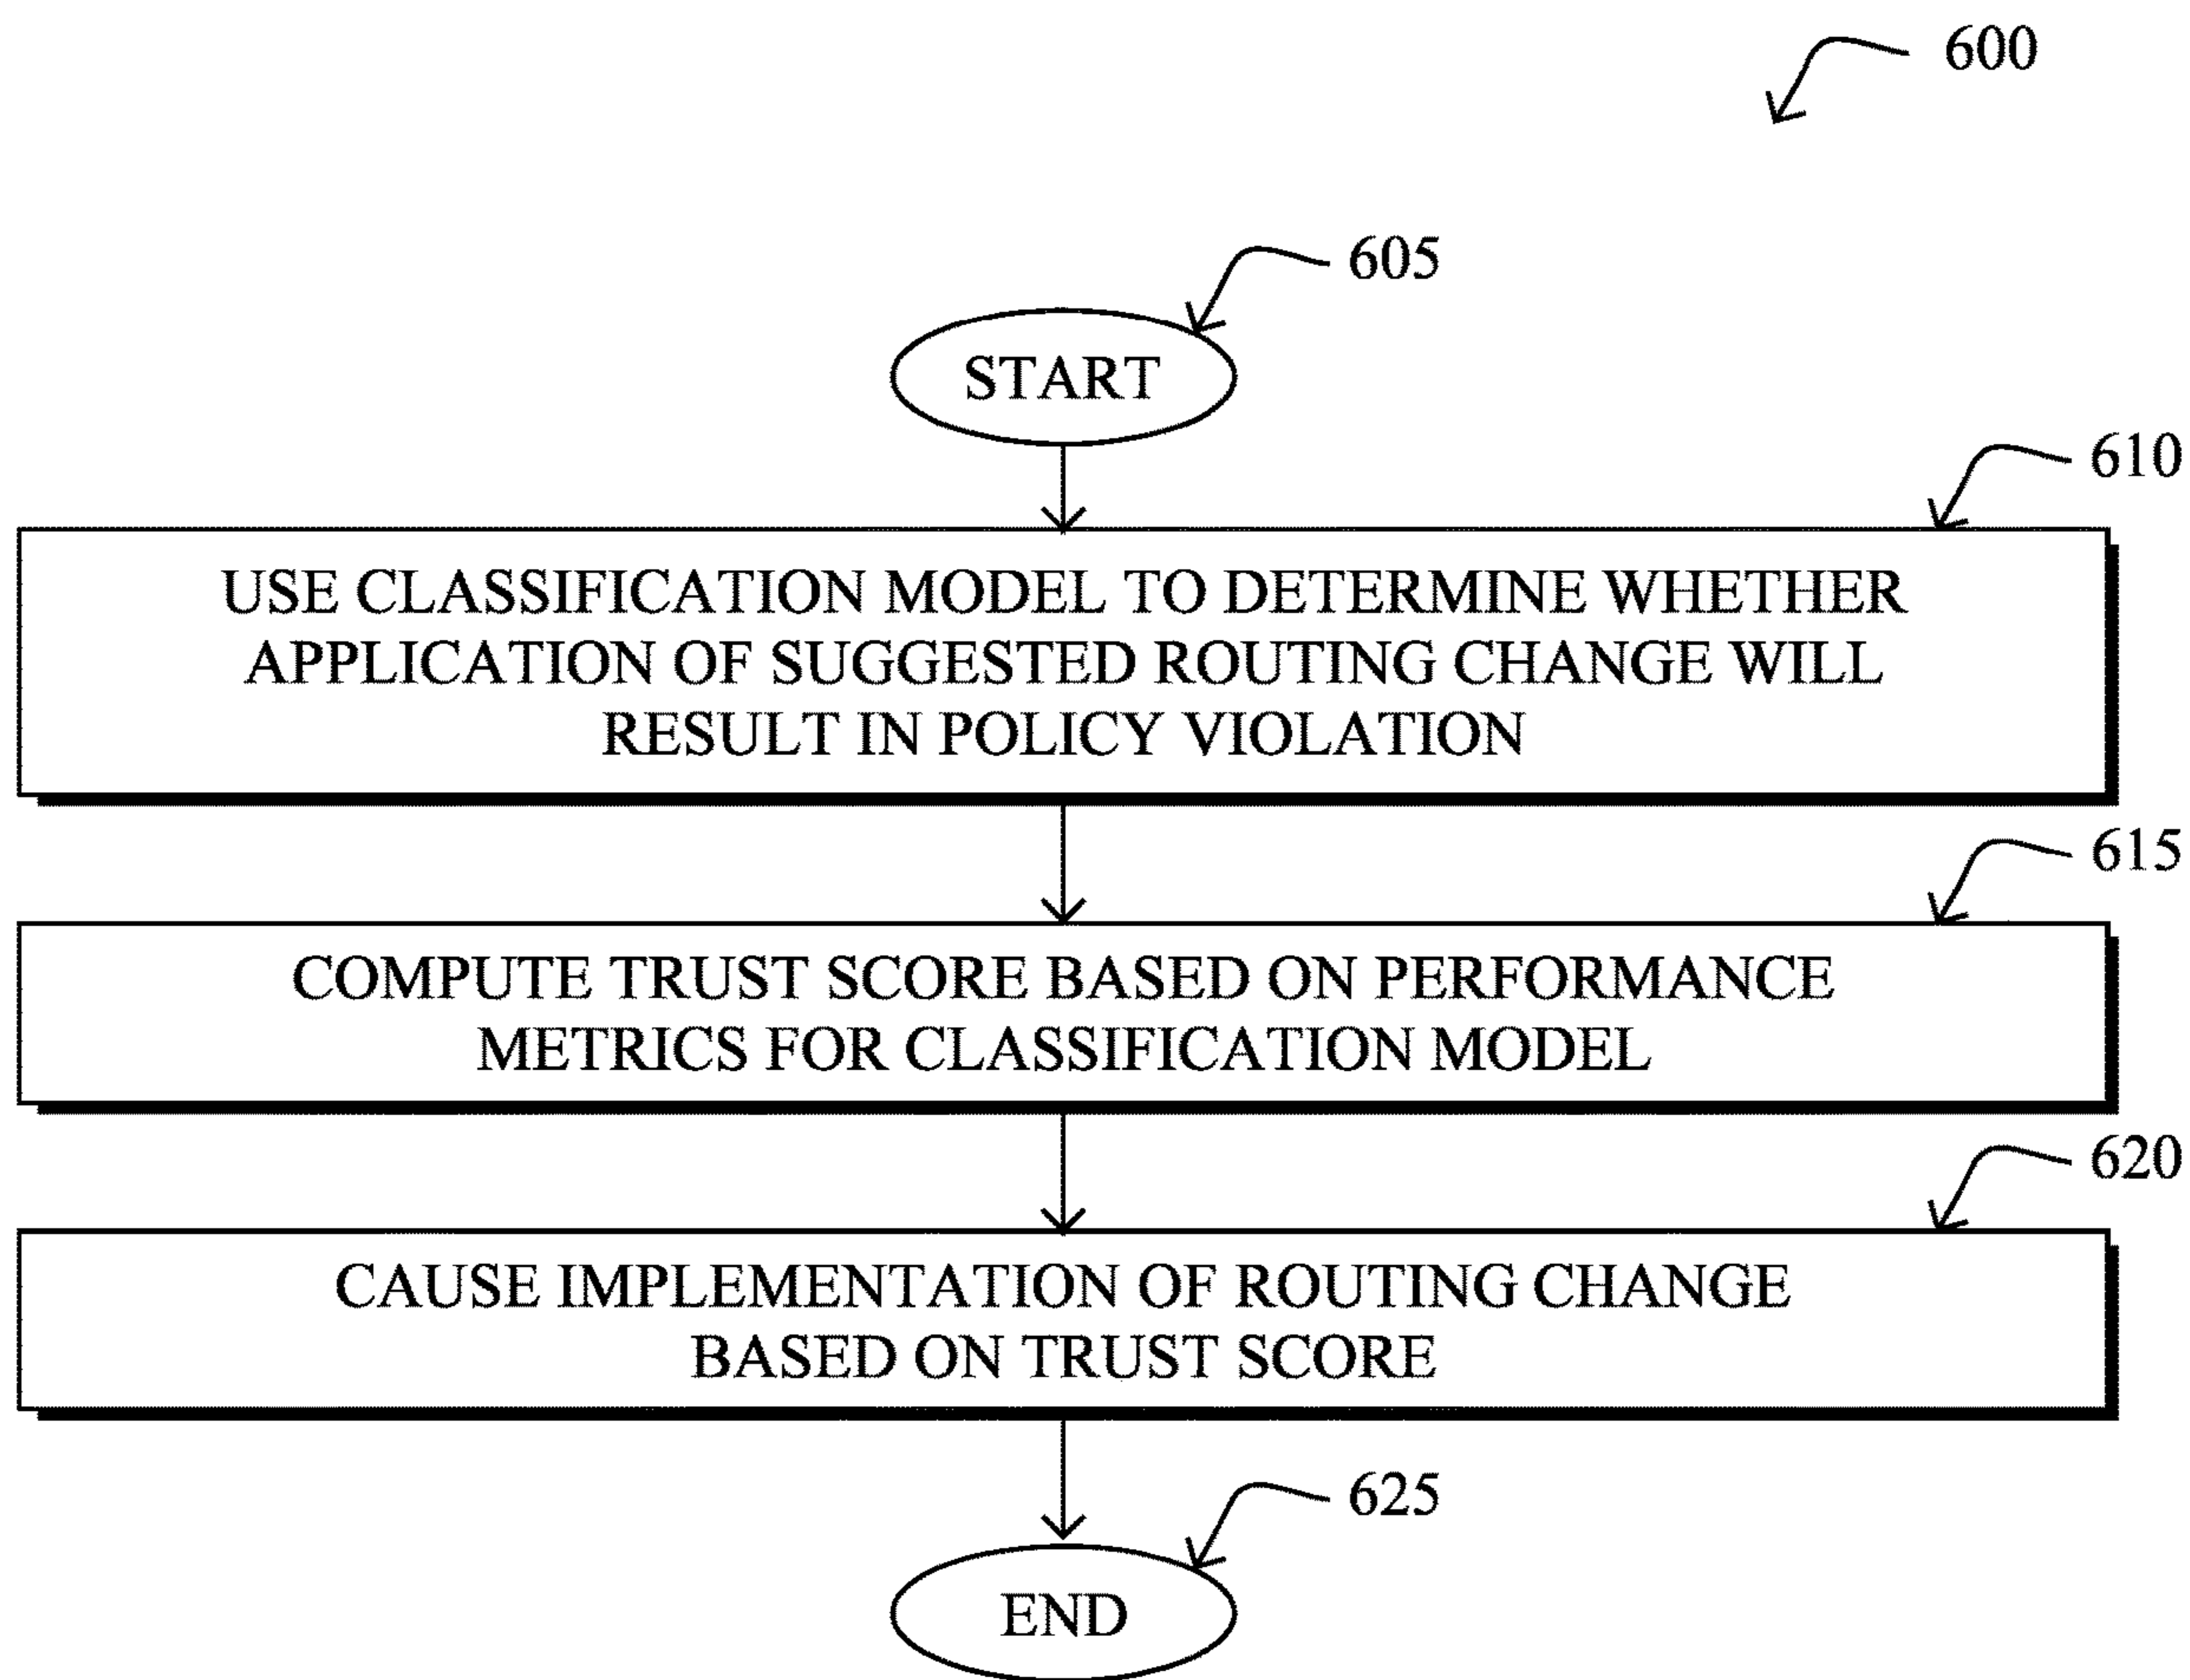 600
605
START
610
USE CLASSIFICATION MODEL TO DETERMINE WHETHER
APPLICATION OF SUGGESTED ROUTING CHANGE WILL
RESULT IN POLICY VIOLATION
615
COMPUTE TRUST SCORE BASED ON PERFORMANCE
METRICS FOR CLASSIFICATION MODEL
620
CAUSE IMPLEMENTATION OF ROUTING CHANGE
BASED ON TRUST SCORE
625
END